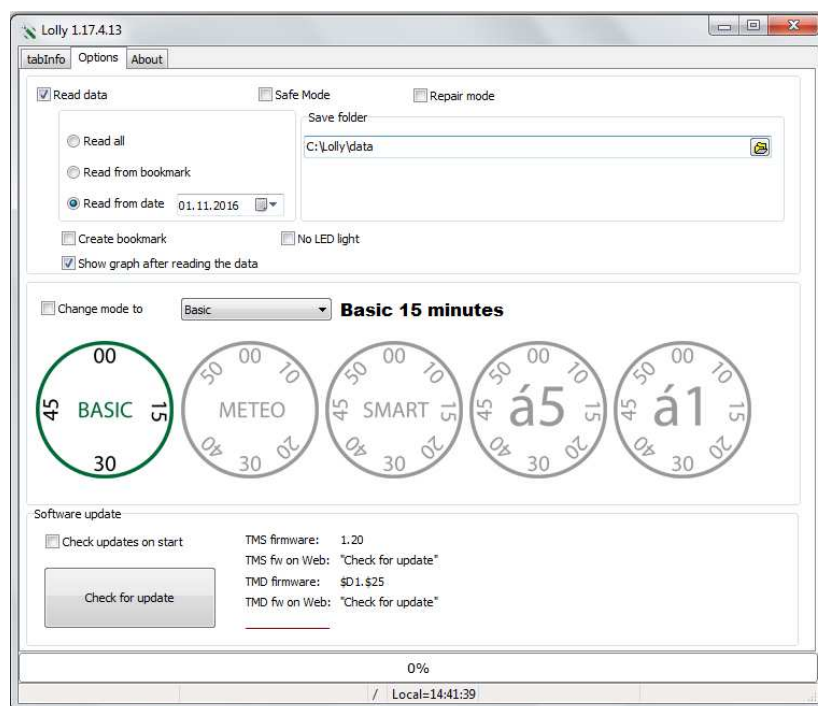 Lolly 1.17.4.13
tabInfo Options About
Read data Safe Mode Repair mode
Save folder
Read all
C:\Lolly\data
Read from bookmark
Read from date 01.11.2016
Create bookmark No LED light
Show graph after reading the data
Change mode to Basic Basic 15 minutes
00 15 30 45 BASIC
00 10 20 30 40 50 METEO
00 10 15 20 30 40 45 50 SMART
00 10 15 20 30 40 45 50 á5
00 10 15 20 30 40 45 50 á1
Software update
Check updates on start
TMS firmware: 1.20
TMS fw on Web: "Check for update"
TMD firmware: $D1.$25
Check for update
TMD fw on Web: "Check for update"
0%
/ Local=14:41:39